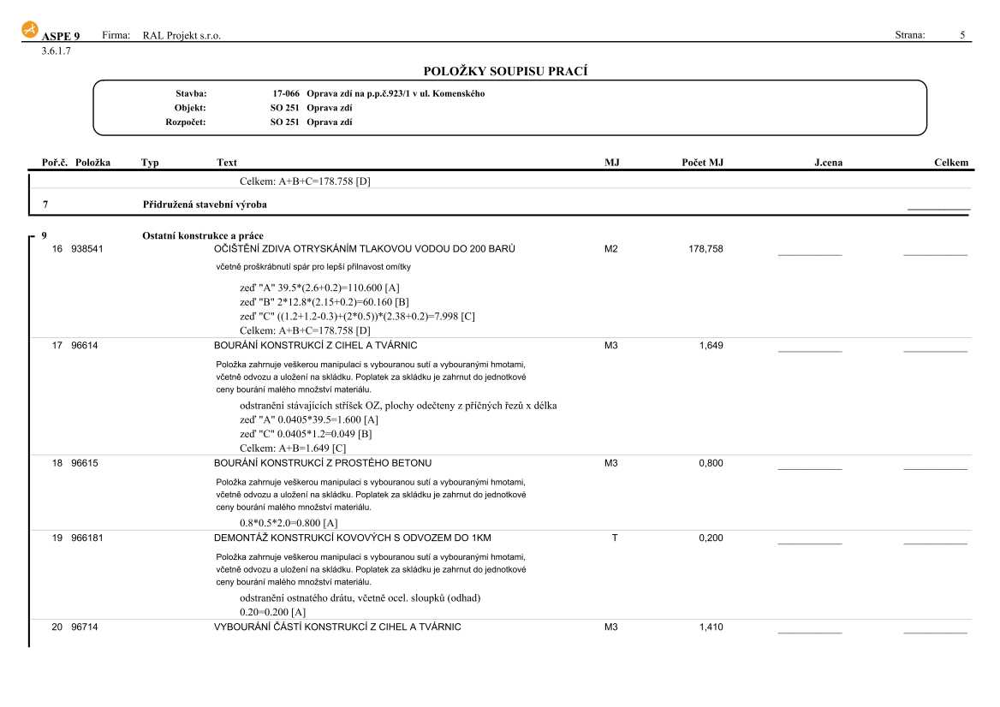 ASPE 9 Firma: RAL Projekt s.r.o. Strana: 5
3.6.1.7
POLOŽKY SOUPISU PRACÍ
Stavba: 17-066 Oprava zdí na p.p.č.923/1 v ul. Komenského
Objekt: SO 251 Oprava zdí
Rozpočet: SO 251 Oprava zdí
Poř.č. Položka Typ Text MJ Počet MJ J.cena Celkem
Celkem: A+B+C=178.758 [D]
7 Přidružená stavební výroba
9 Ostatní konstrukce a práce
16 938541 OČIŠTĚNÍ ZDIVA OTRYSKÁNÍM TLAKOVOU VODOU DO 200 BARŮ M2 178,758
včetně proškrábnutí spár pro lepší přilnavost omítky
zeď "A" 39.5*(2.6+0.2)=110.600 [A]
zeď "B" 2*12.8*(2.15+0.2)=60.160 [B]
zeď "C" ((1.2+1.2-0.3)+(2*0.5))*(2.38+0.2)=7.998 [C]
Celkem: A+B+C=178.758 [D]
17 96614 BOURÁNÍ KONSTRUKCÍ Z CIHEL A TVÁRNIC M3 1,649
Položka zahrnuje veškerou manipulaci s vybouranou sutí a vybouranými hmotami,
včetně odvozu a uložení na skládku. Poplatek za skládku je zahrnut do jednotkové
ceny bourání malého množství materiálu.
odstranění stávajících stříšek OZ, plochy odečteny z příčných řezů x délka
zeď "A" 0.0405*39.5=1.600 [A]
zeď "C" 0.0405*1.2=0.049 [B]
Celkem: A+B=1.649 [C]
18 96615 BOURÁNÍ KONSTRUKCÍ Z PROSTÉHO BETONU M3 0,800
Položka zahrnuje veškerou manipulaci s vybouranou sutí a vybouranými hmotami,
včetně odvozu a uložení na skládku. Poplatek za skládku je zahrnut do jednotkové
ceny bourání malého množství materiálu.
0.8*0.5*2.0=0.800 [A]
19 966181 DEMONTÁŽ KONSTRUKCÍ KOVOVÝCH S ODVOZEM DO 1KM T 0,200
Položka zahrnuje veškerou manipulaci s vybouranou sutí a vybouranými hmotami,
včetně odvozu a uložení na skládku. Poplatek za skládku je zahrnut do jednotkové
ceny bourání malého množství materiálu.
odstranění ostnatého drátu, včetně ocel. sloupků (odhad)
0.20=0.200 [A]
20 96714 VYBOURÁNÍ ČÁSTÍ KONSTRUKCÍ Z CIHEL A TVÁRNIC M3 1,410